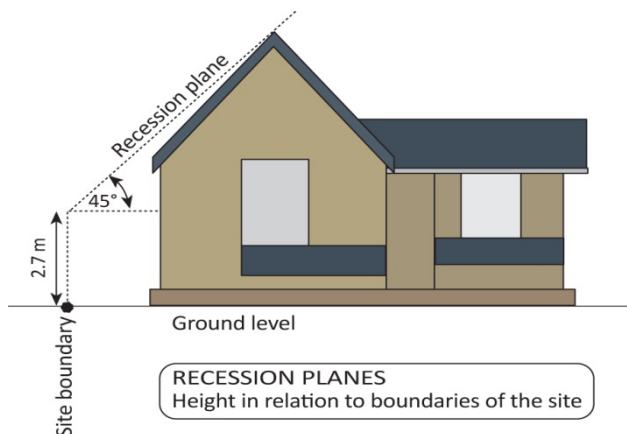 Recession plane
45°
2.7 m
Site boundary
Ground level
RECESSION PLANES
Height in relation to boundaries of the site